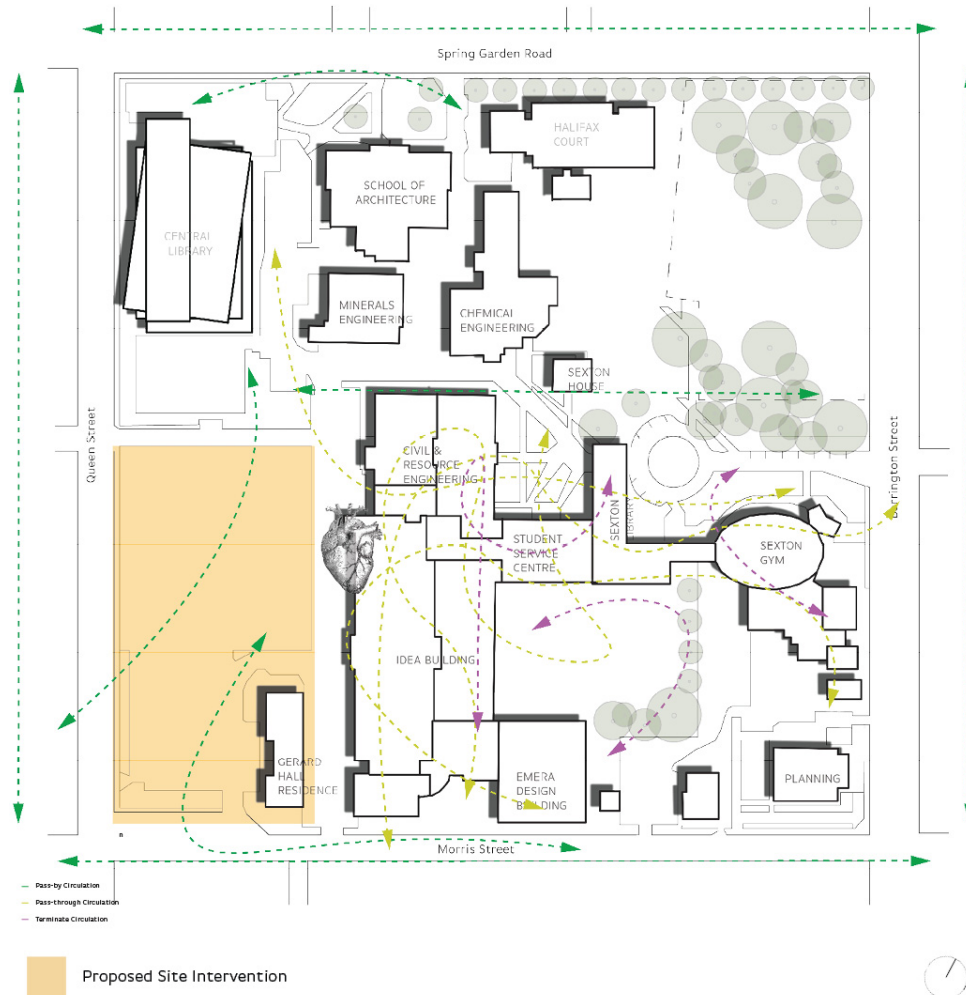 Spring Garden Road
HALIFAX
COURT
SCHOOL OF
ARCHITECTURE
CENTRAL
LIBRARY
MINERALS
ENGINEERING
CHEMICAL
ENGINEERING
SEXTON
HOUSE
Queen Street
Barrington Street
CIVIL &
RESOURCE
ENGINEERING
SEXTON
LIBRARY
STUDENT
SERVICE
CENTRE
SEXTON
GYM
IDEA BUILDING
GERARD
HALL
RESIDENCE
EMERA
DESIGN
BUILDING
PLANNING
Morris Street
Pass-by Circulation
Pass-through Circulation
Terminate Circulation
Proposed Site Intervention